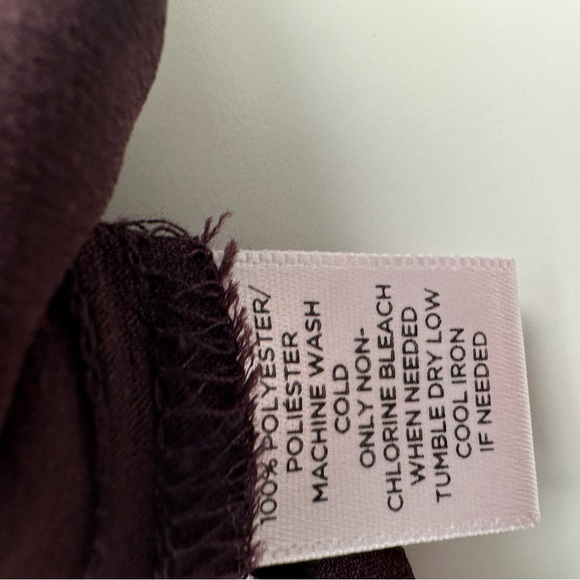 100% POLYESTER/
POLIÉSTER
MACHINE WASH
COLD
ONLY NON-
CHLORINE BLEACH
WHEN NEEDED
TUMBLE DRY LOW
COOL IRON
IF NEEDED